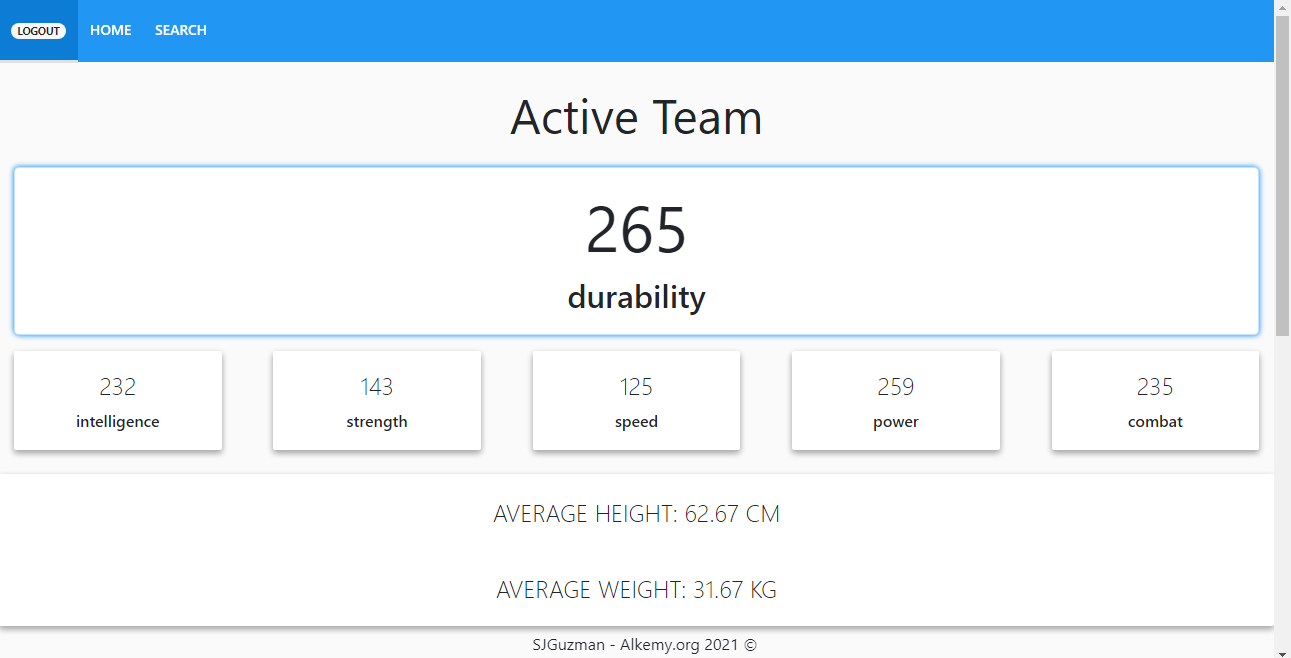 LOGOUT HOME SEARCH
Active Team
265
durability
232 143 125 259 235
intelligence strength speed power combat
AVERAGE HEIGHT: 62.67 CM
AVERAGE WEIGHT: 31.67 KG
SJGuzman - Alkemy.org 2021 ©